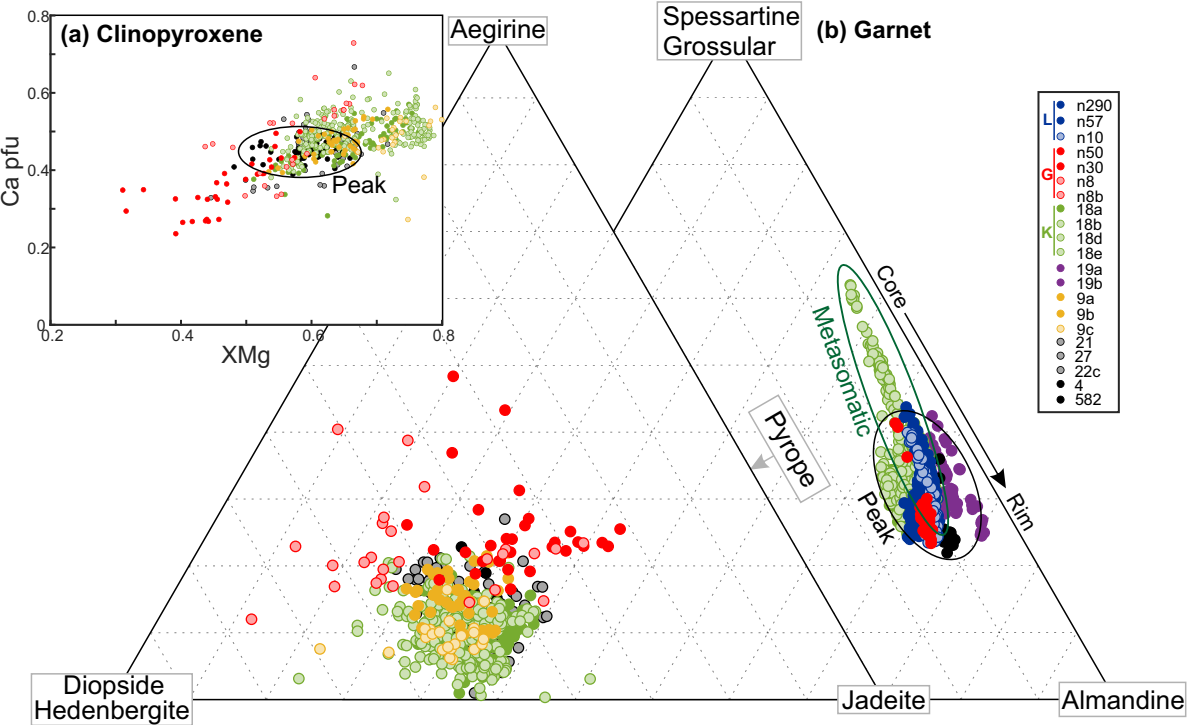 (a) Clinopyroxene
0.8
0.6
0.4
0.2
0
Ca pfu
0.2
0.4
0.6
0.8
XMg
Peak
Aegirine
Diopside
Hedenbergite
Jadeite
(b) Garnet
Spessartine
Grossular
Pyrope
Almandine
Core
Rim
Metasomatic
Peak
L
n290
n57
n10
G
n50
n30
n8
n8b
K
18a
18b
18d
18e
19a
19b
9a
9b
9c
21
27
22c
4
582